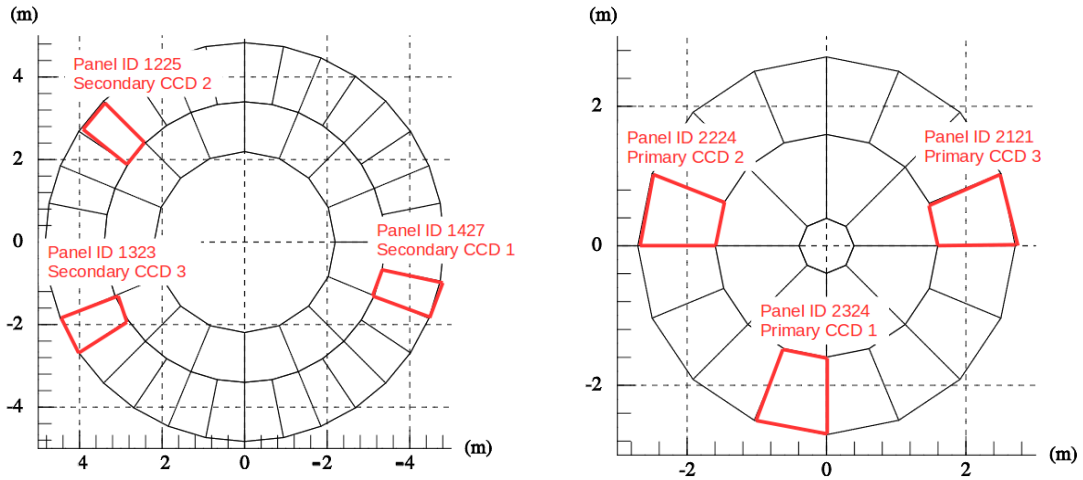 (m)
4
2
0
-2
-4
4
2
0
-2
-4
(m)
Panel ID 1225
Secondary CCD 2
Panel ID 1323
Secondary CCD 3
Panel ID 1427
Secondary CCD 1
(m)
2
0
-2
-2
0
2
(m)
Panel ID 2224
Primary CCD 2
Panel ID 2121
Primary CCD 3
Panel ID 2324
Primary CCD 1